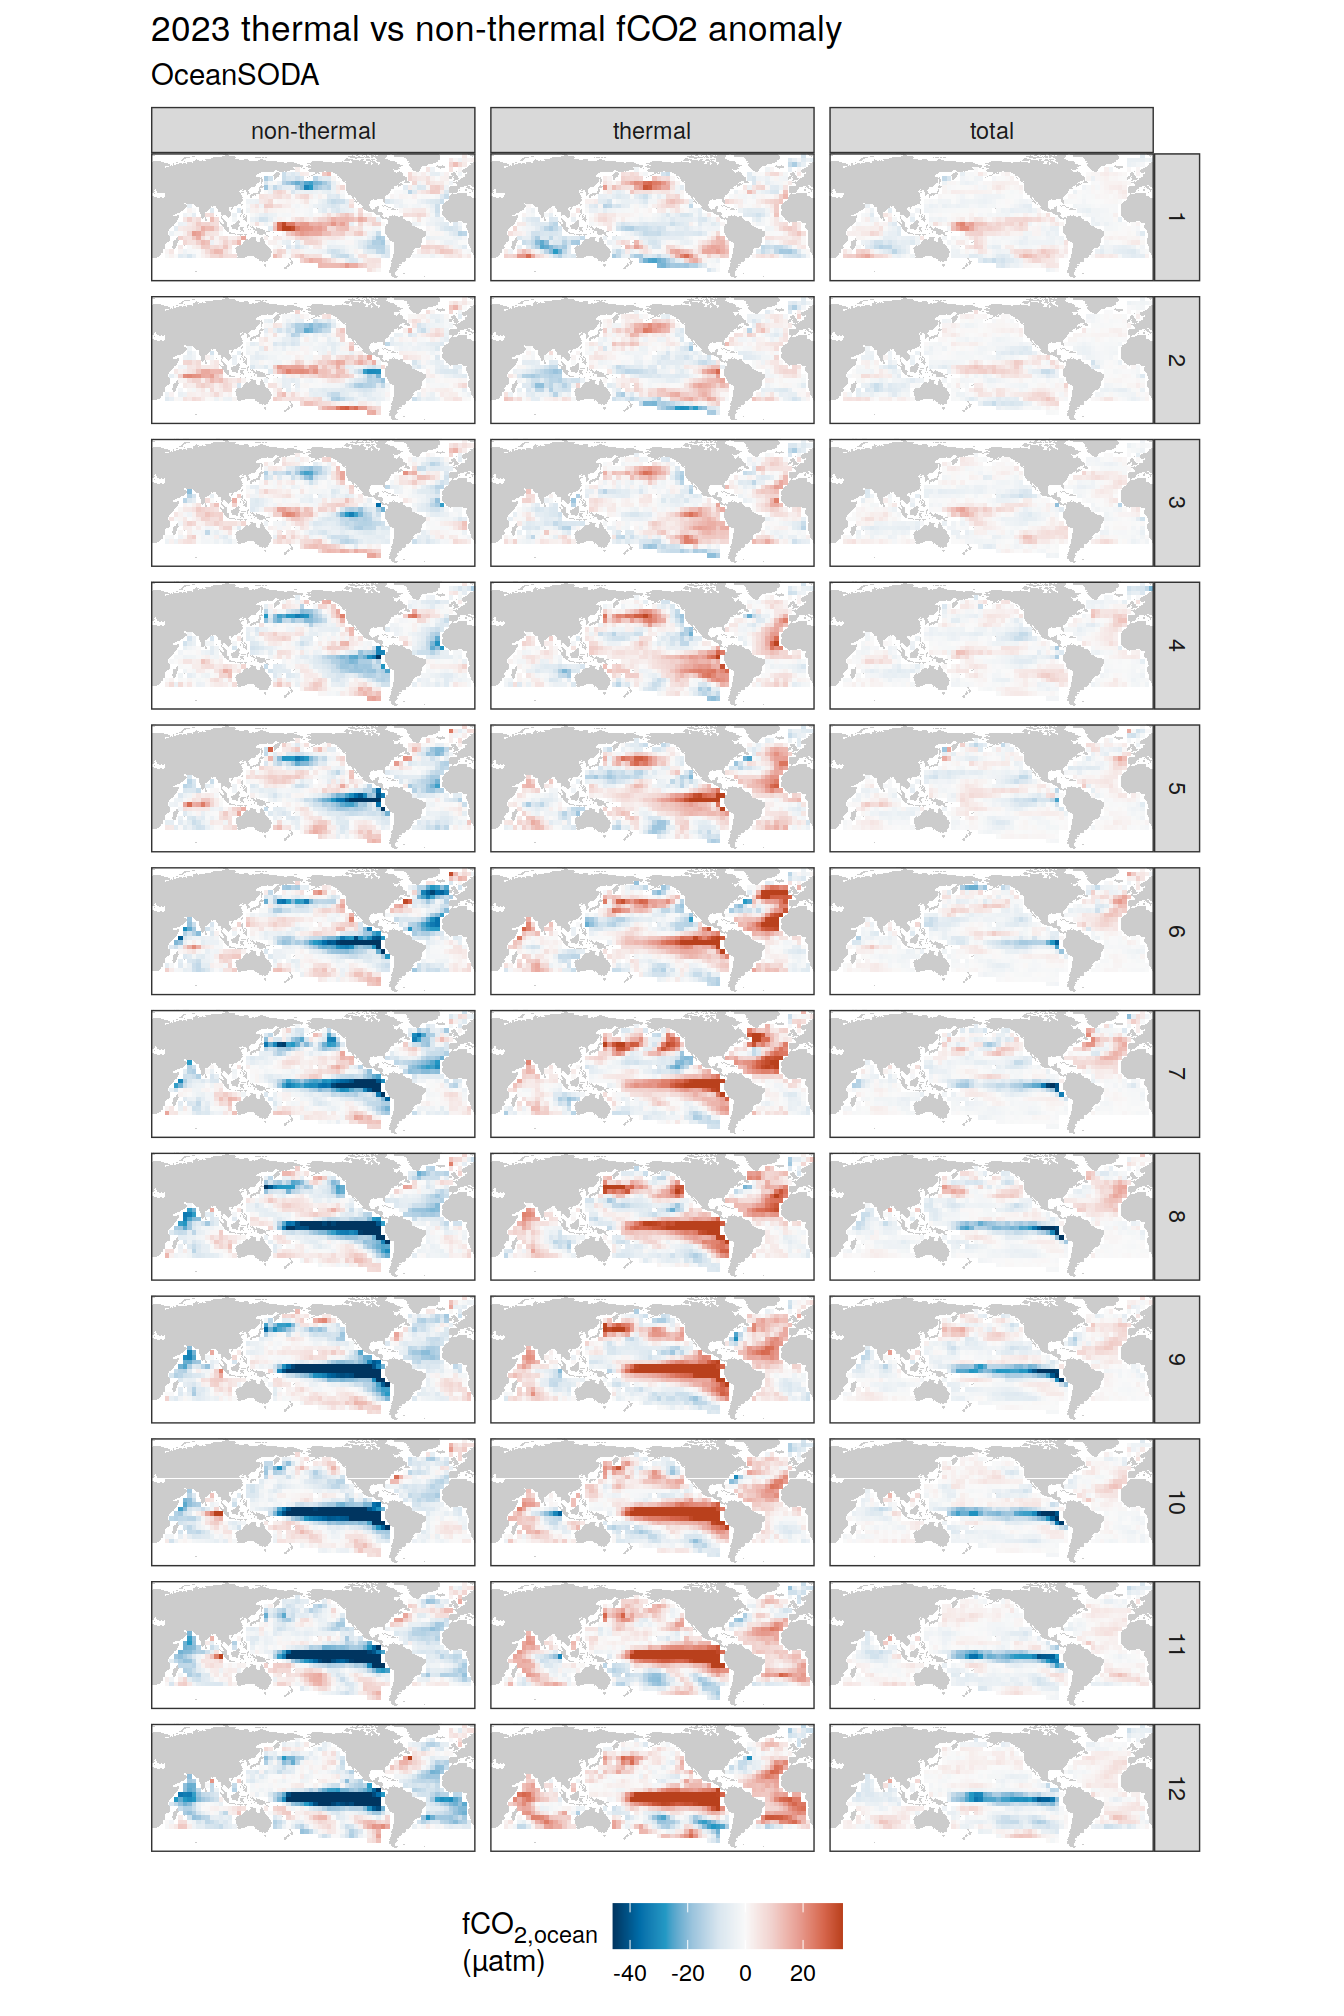 2023 thermal vs non-thermal fCO2 anomaly
OceanSODA
non-thermal thermal total
1
2
3
4
5
6
7
8
9
10
11
12
fCO2,ocean
(µatm)
-40 -20 0 20